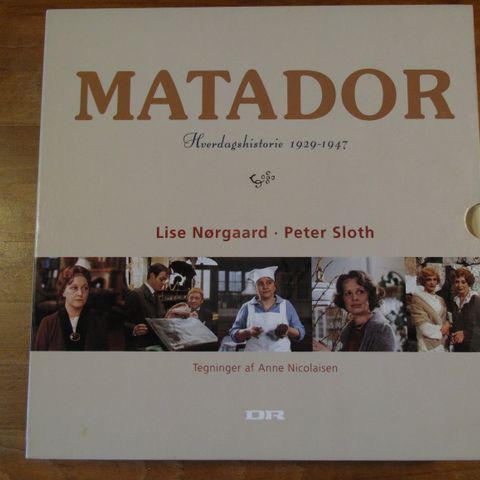 MATADOR
Hverdagshistorie 1929-1947
Lise Nørgaard · Peter Sloth
Tegninger af Anne Nicolaisen
DR